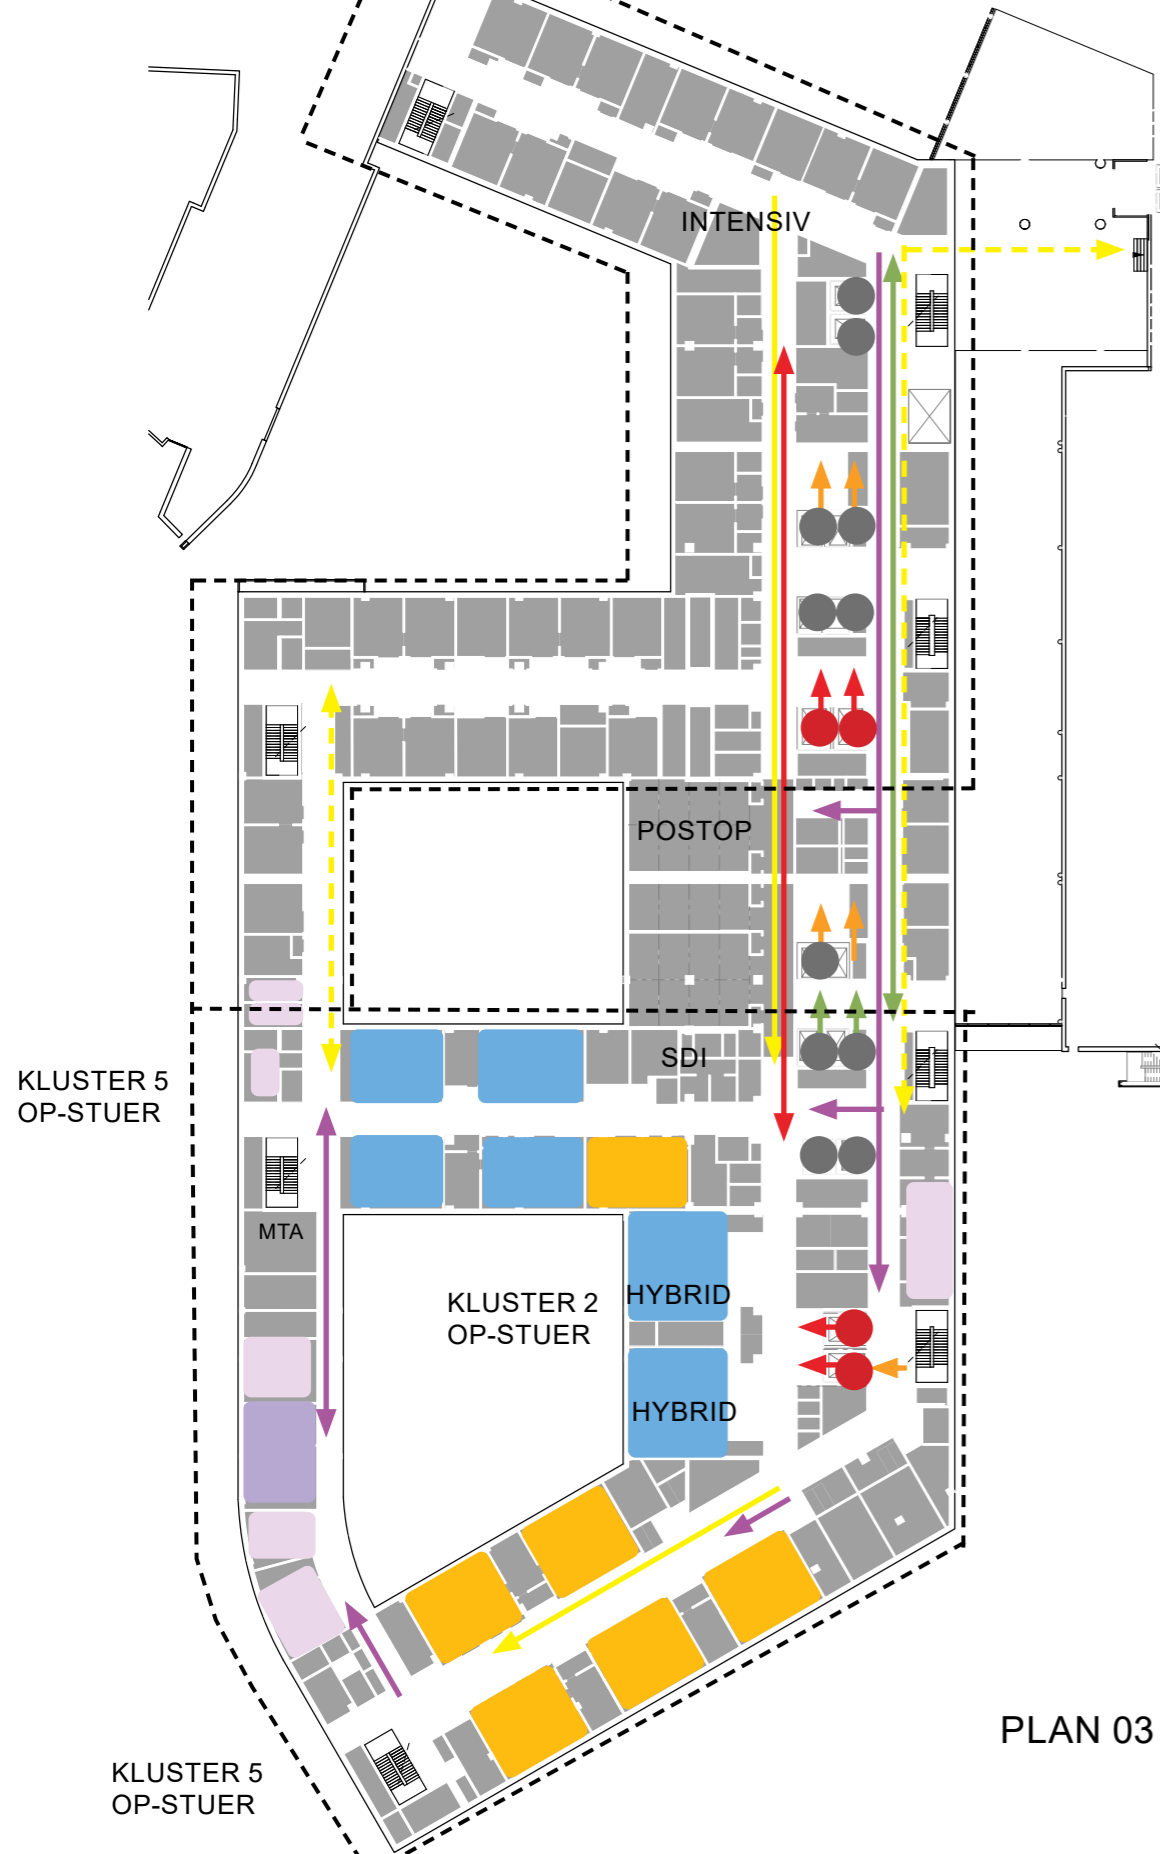 INTENSIV
POSTOP
SDI
KLUSTER 5
OP-STUER
MTA
KLUSTER 2
OP-STUER
HYBRID
HYBRID
PLAN 03
KLUSTER 5
OP-STUER